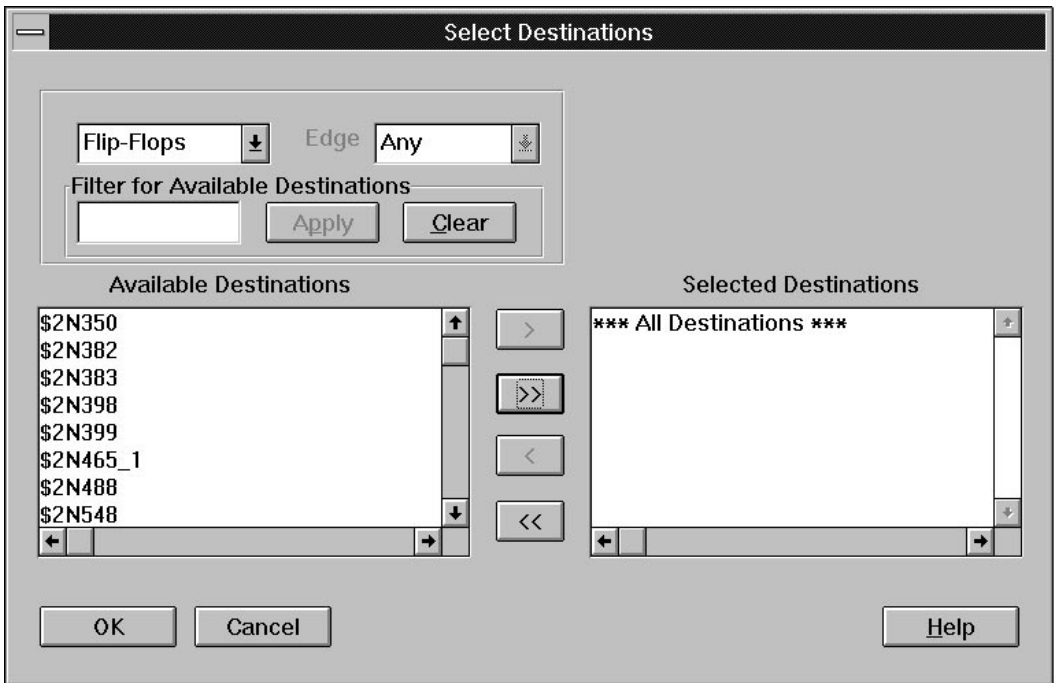 Select Destinations
Flip-Flops Edge Any
Filter for Available Destinations
Apply Clear
Available Destinations Selected Destinations
$2N350
$2N382
$2N383
$2N398
$2N399
$2N465_1
$2N488
$2N548
*** All Destinations ***
>
>>
<
<<
OK Cancel Help